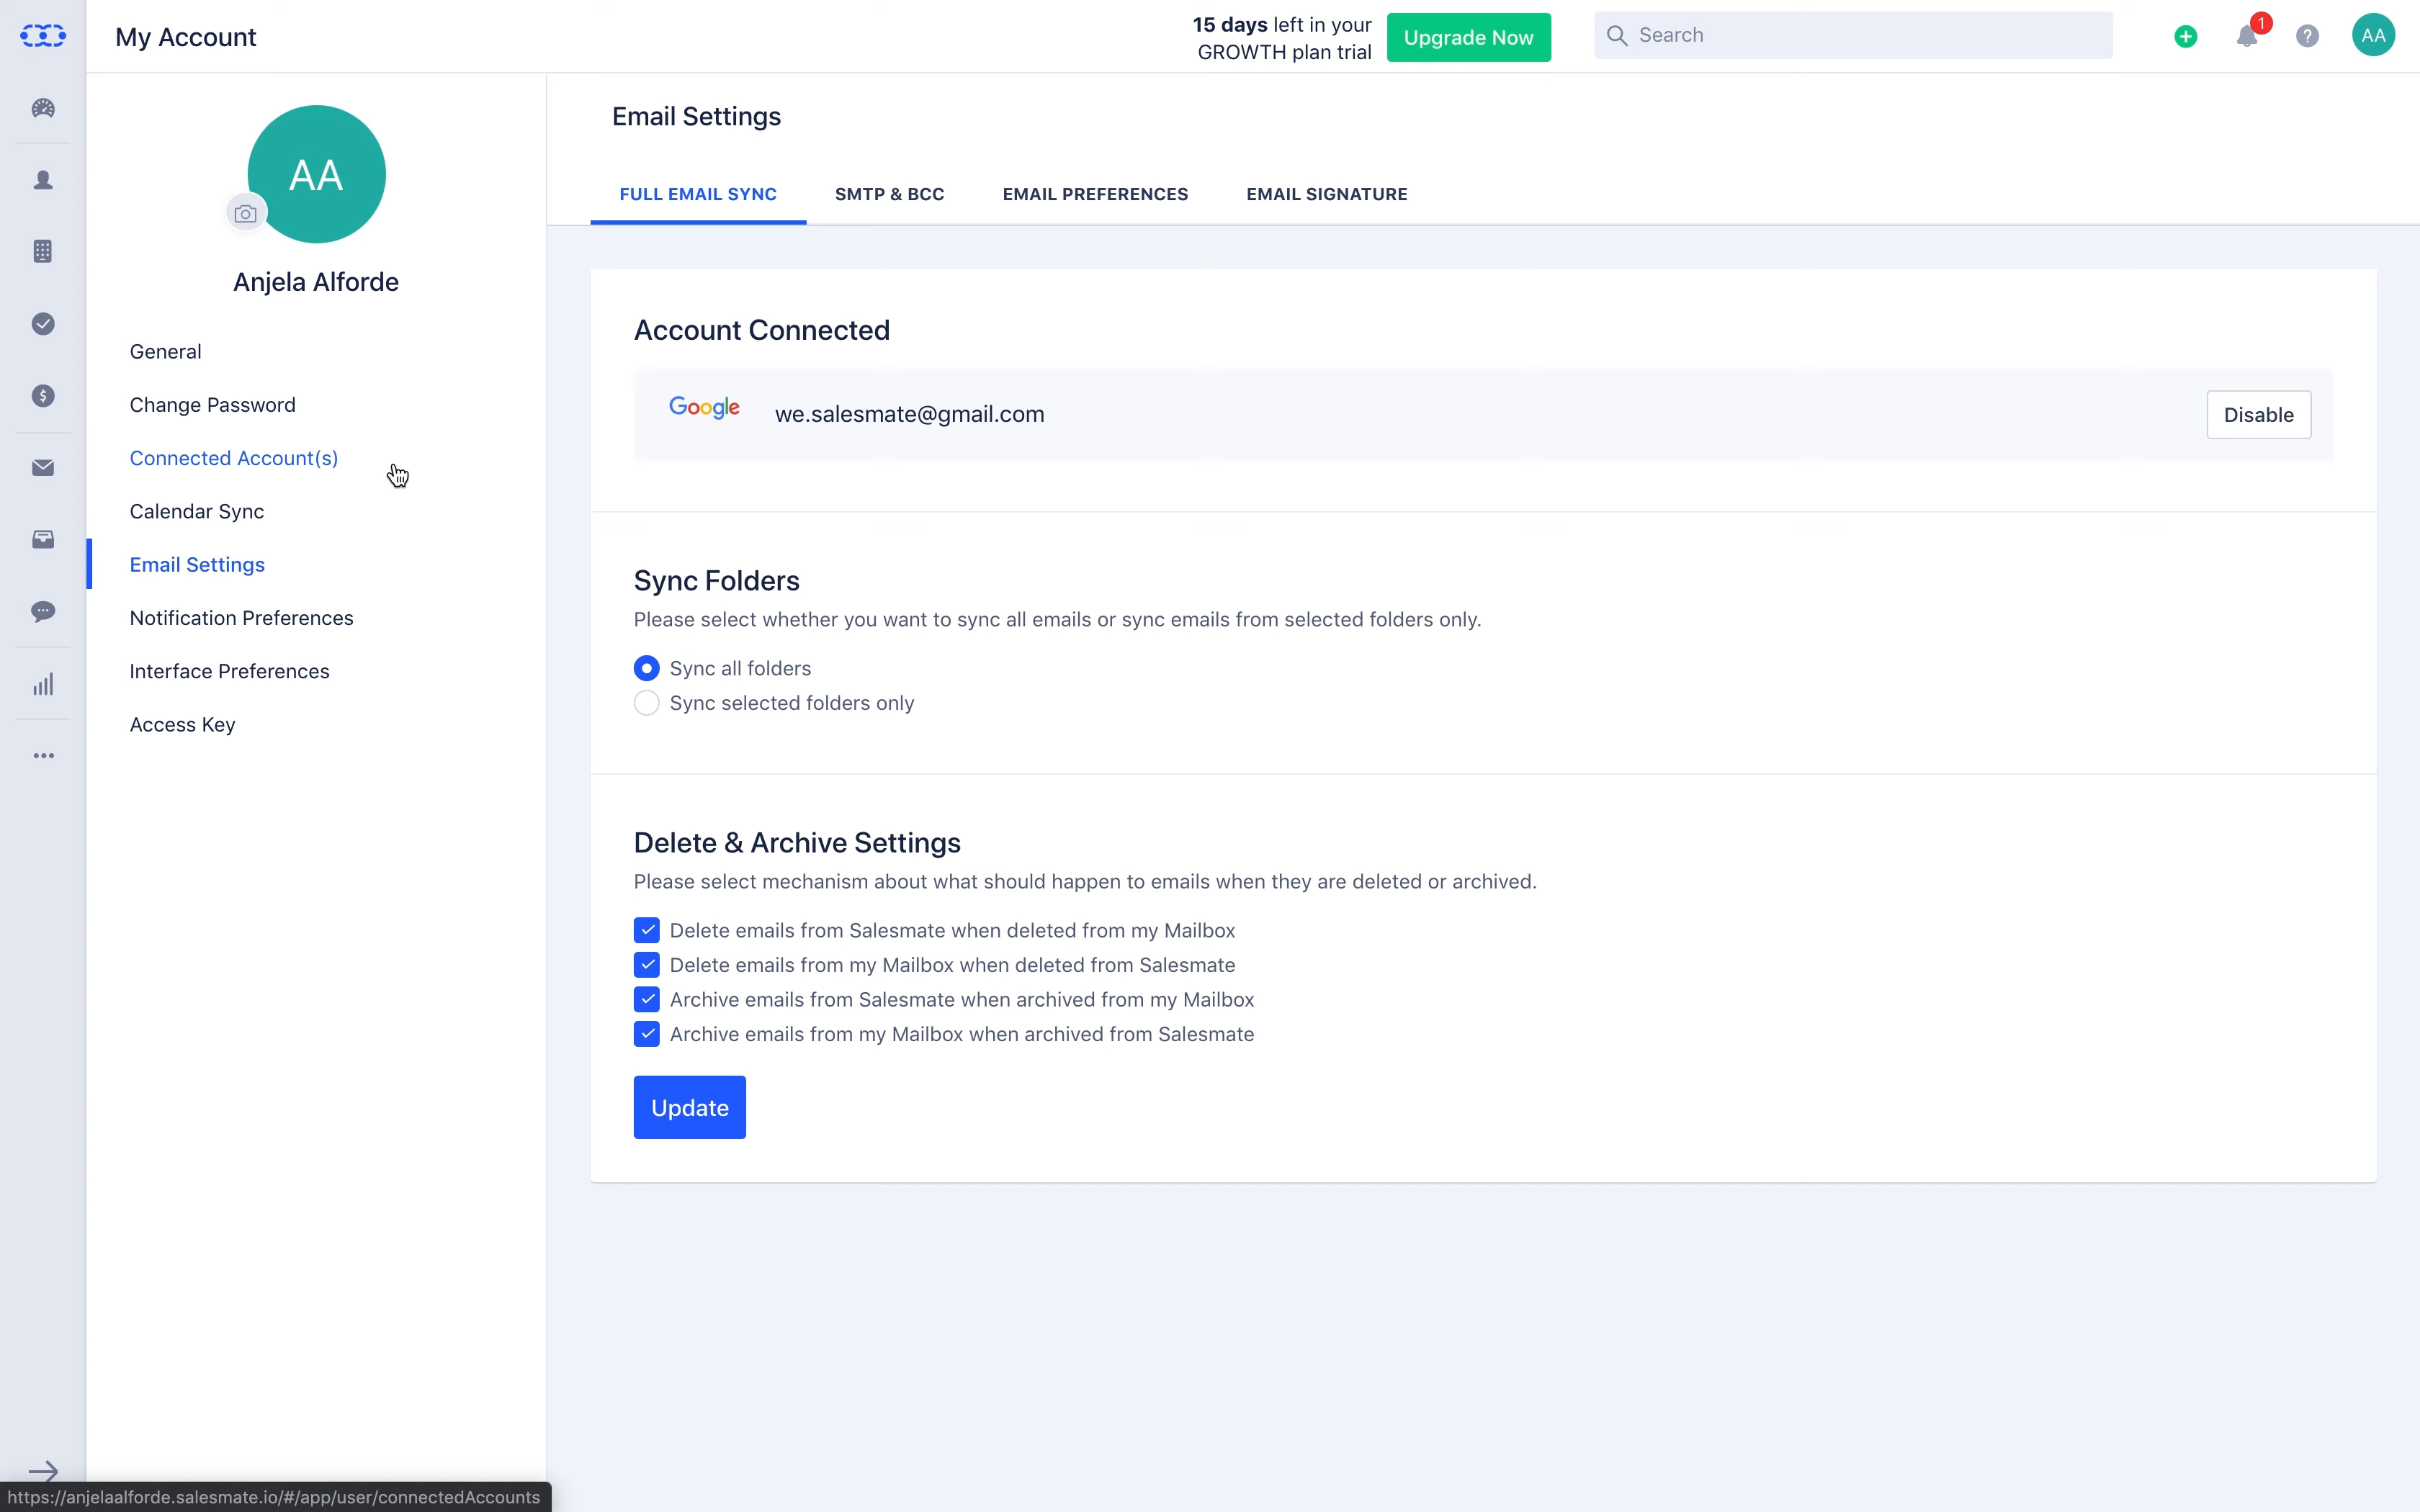 My Account
15 days left in your
GROWTH plan trial
Upgrade Now
Search
1
AA
AA
Anjela Alforde
General
Change Password
Connected Account(s)
Calendar Sync
Email Settings
Notification Preferences
Interface Preferences
Access Key
Email Settings
FULL EMAIL SYNC
SMTP & BCC
EMAIL PREFERENCES
EMAIL SIGNATURE
Account Connected
Google
we.salesmate@gmail.com
Disable
Sync Folders
Please select whether you want to sync all emails or sync emails from selected folders only.
Sync all folders
Sync selected folders only
Delete & Archive Settings
Please select mechanism about what should happen to emails when they are deleted or archived.
Delete emails from Salesmate when deleted from my Mailbox
Delete emails from my Mailbox when deleted from Salesmate
Archive emails from Salesmate when archived from my Mailbox
Archive emails from my Mailbox when archived from Salesmate
Update
https://anjelaalforde.salesmate.io/#/app/user/connectedAccounts